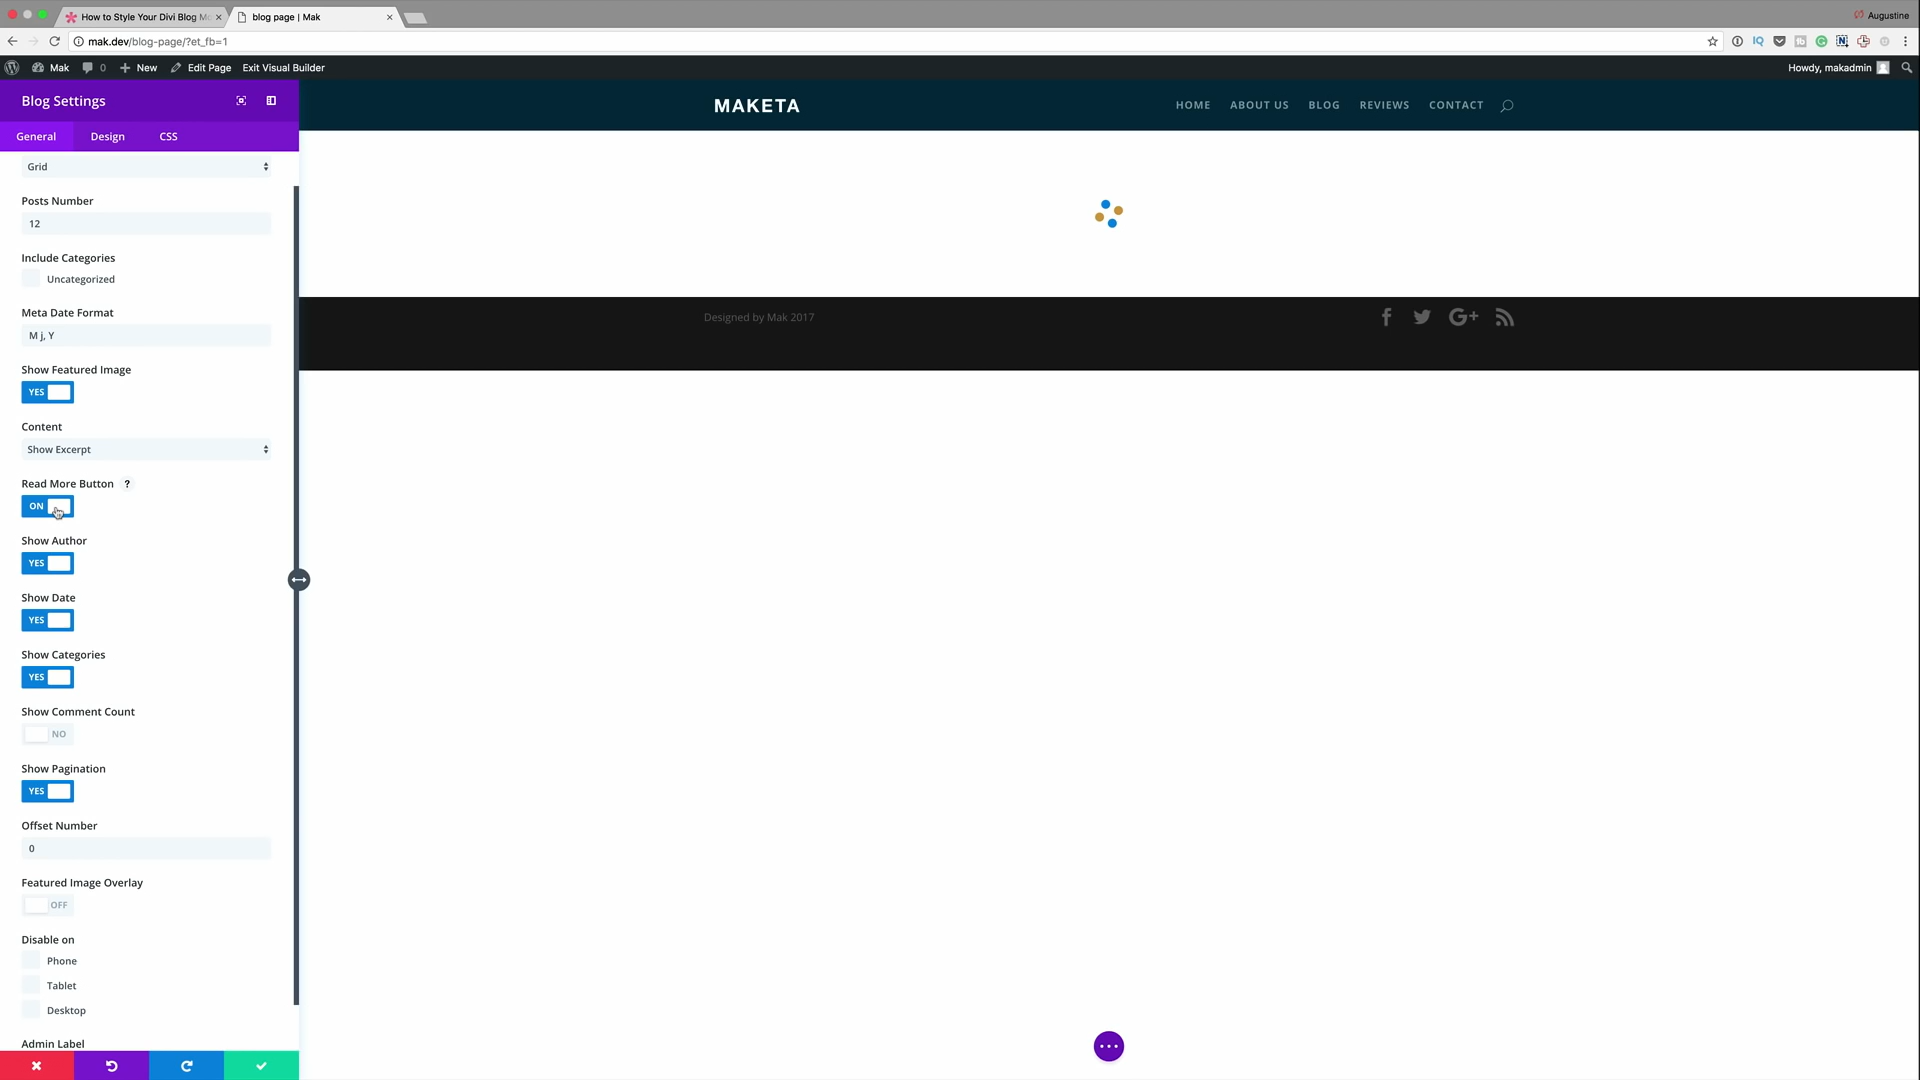 How to Style Your Divi Blog Mo
blog page | Mak
Augustine
mak.dev/blog-page/?et_fb=1
Mak
0
New
Edit Page
Exit Visual Builder
Howdy, makadmin
Blog Settings
MAKETA
HOME
ABOUT US
BLOG
REVIEWS
CONTACT
General
Design
CSS
Grid
Posts Number
12
Include Categories
Uncategorized
Meta Date Format
M j, Y
Designed by Mak 2017
Show Featured Image
YES
Content
Show Excerpt
Read More Button ?
ON
Show Author
YES
Show Date
YES
Show Categories
YES
Show Comment Count
NO
Show Pagination
YES
Offset Number
0
Featured Image Overlay
OFF
Disable on
Phone
Tablet
Desktop
Admin Label